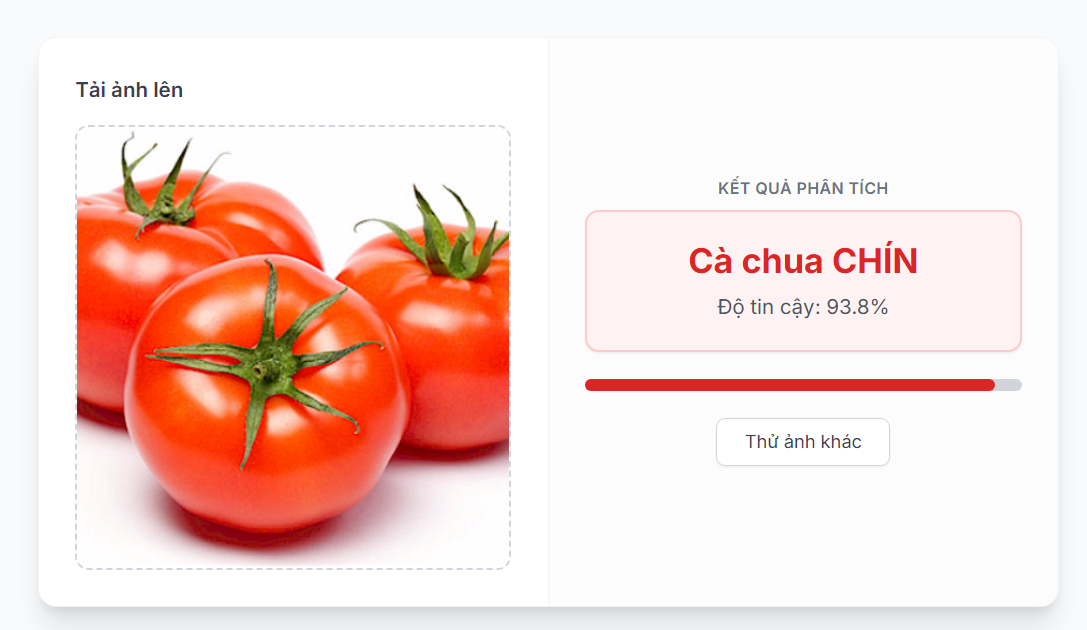 Tải ảnh lên
KẾT QUẢ PHÂN TÍCH
Cà chua CHÍN
Độ tin cậy: 93.8%
Thử ảnh khác